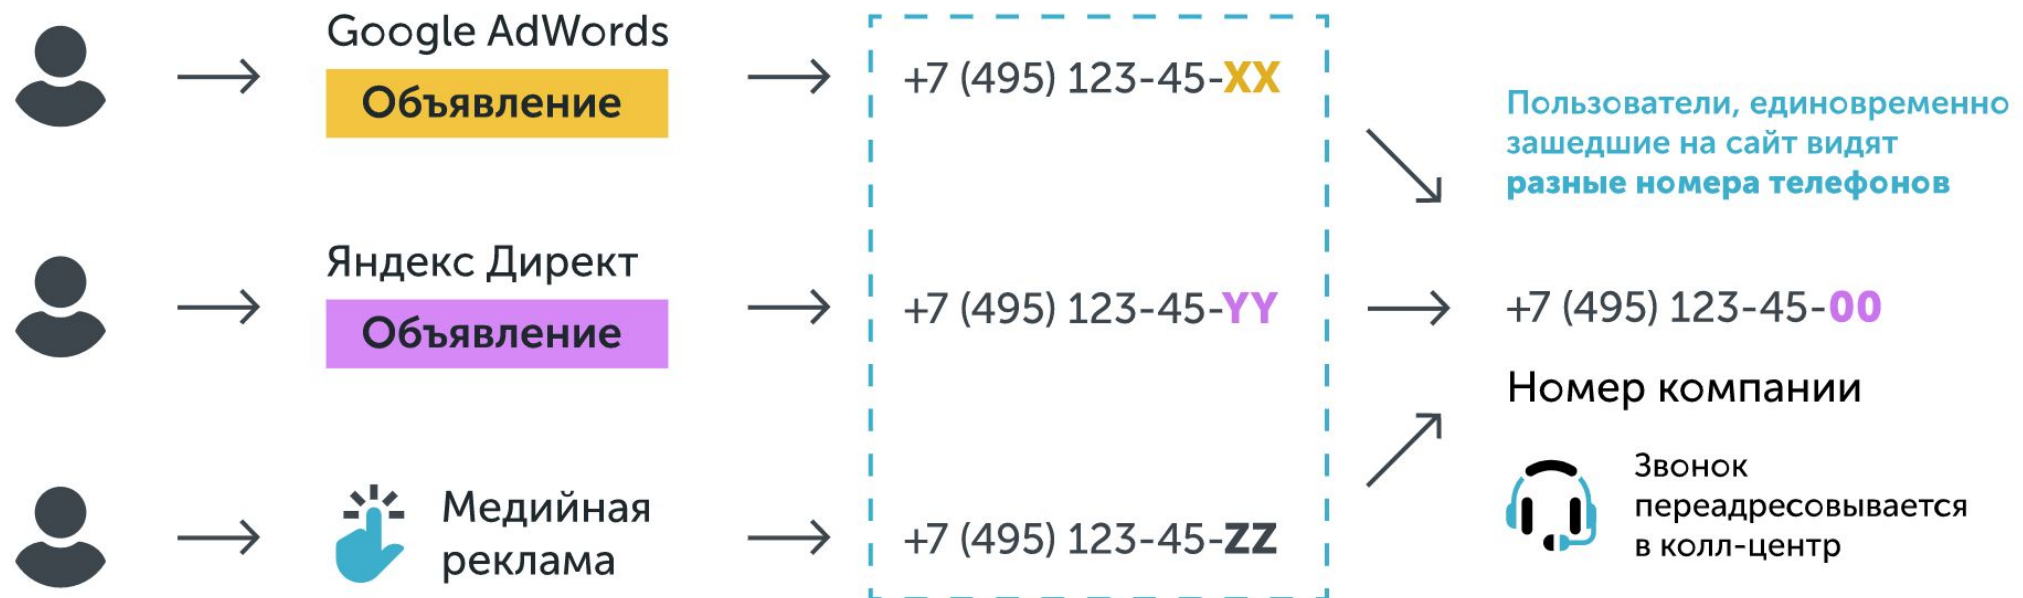 Google AdWords
Объявление
+7 (495) 123-45-XX
Пользователи, единовременно
зашедшие на сайт видят
разные номера телефонов
Яндекс Директ
Объявление
+7 (495) 123-45-YY
+7 (495) 123-45-00
Номер компании
Медийная
реклама
+7 (495) 123-45-ZZ
Звонок
переадресовывается
в колл-центр